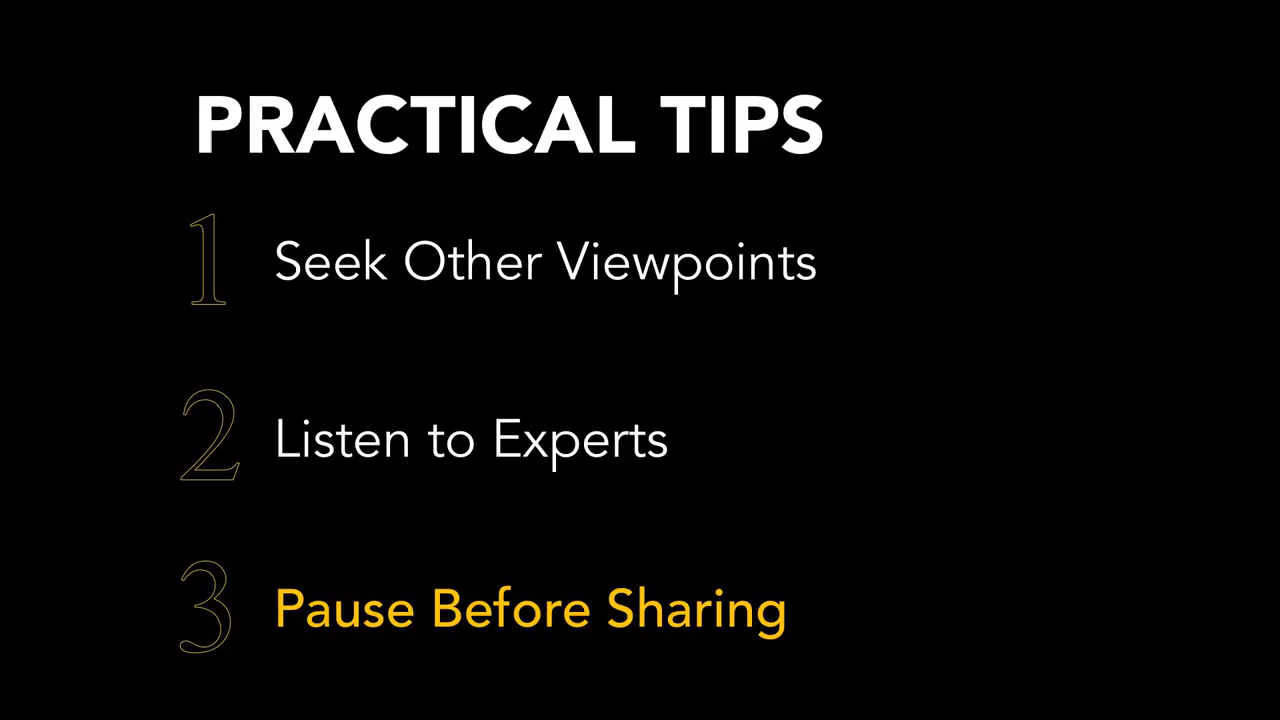 PRACTICAL TIPS
1 Seek Other Viewpoints
2 Listen to Experts
3 Pause Before Sharing